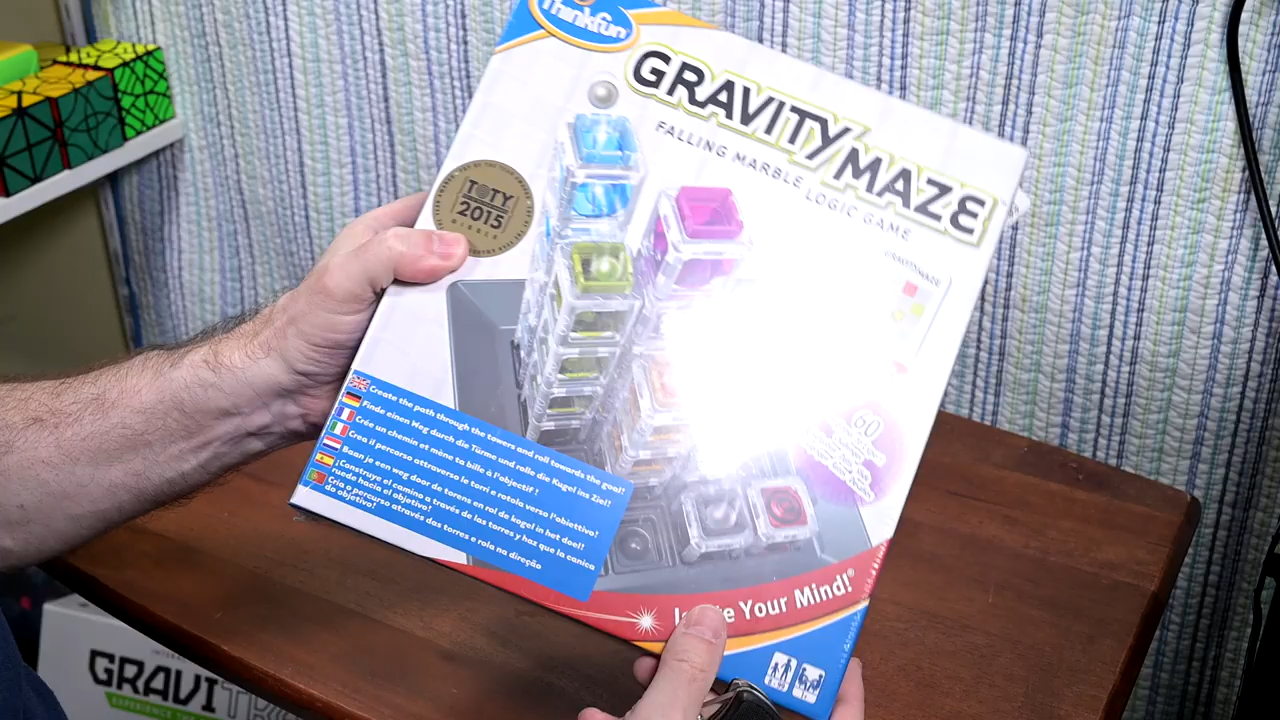 Thinkfun
GRAVITY MAZE
FALLING MARBLE LOGIC GAME
TOTY
2015
Create the path through the towers and roll towards the goal!
Finde einen Weg durch die Türme und rolle die Kugel ins Ziel!
Crée un chemin et mène ta bille à l'objectif !
Crea il percorso attraverso le torri e rotola verso l'obiettivo!
Baan je een weg door de torens en rol de kogel in het doel!
¡Construye el camino a través de las torres y haz que la canica
ruede hacia el objetivo!
Cria o percurso através das torres e rola na direção
do objetivo!
60
Your Mind!®
GRAVITR